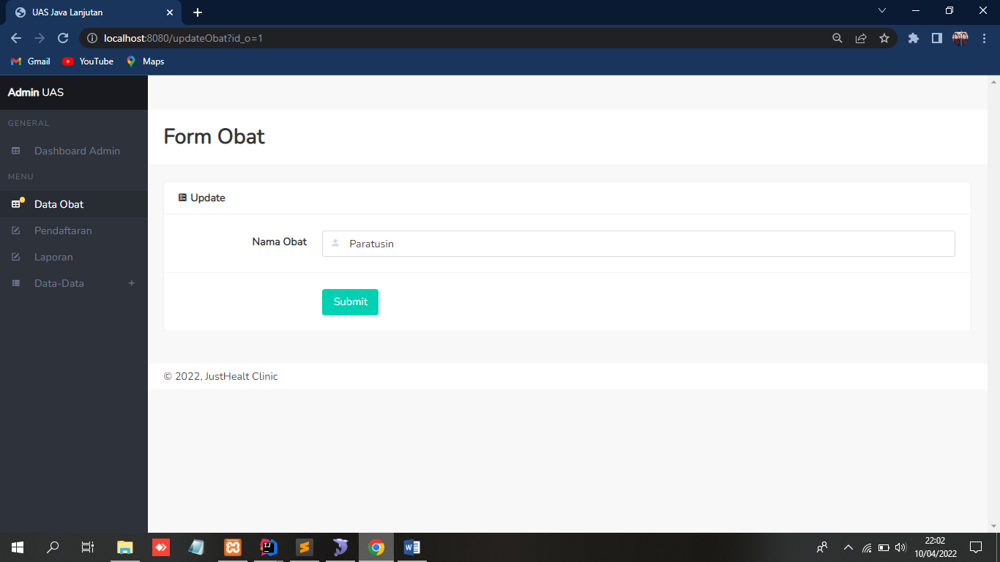 UAS Java Lanjutan
localhost:8080/updateObat?id_o=1
Gmail YouTube Maps
Admin UAS
GENERAL
Dashboard Admin
MENU
Data Obat
Pendaftaran
Laporan
Data-Data +
Form Obat
Update
Nama Obat Paratusin
Submit
© 2022, JustHealt Clinic
22:02
10/04/2022